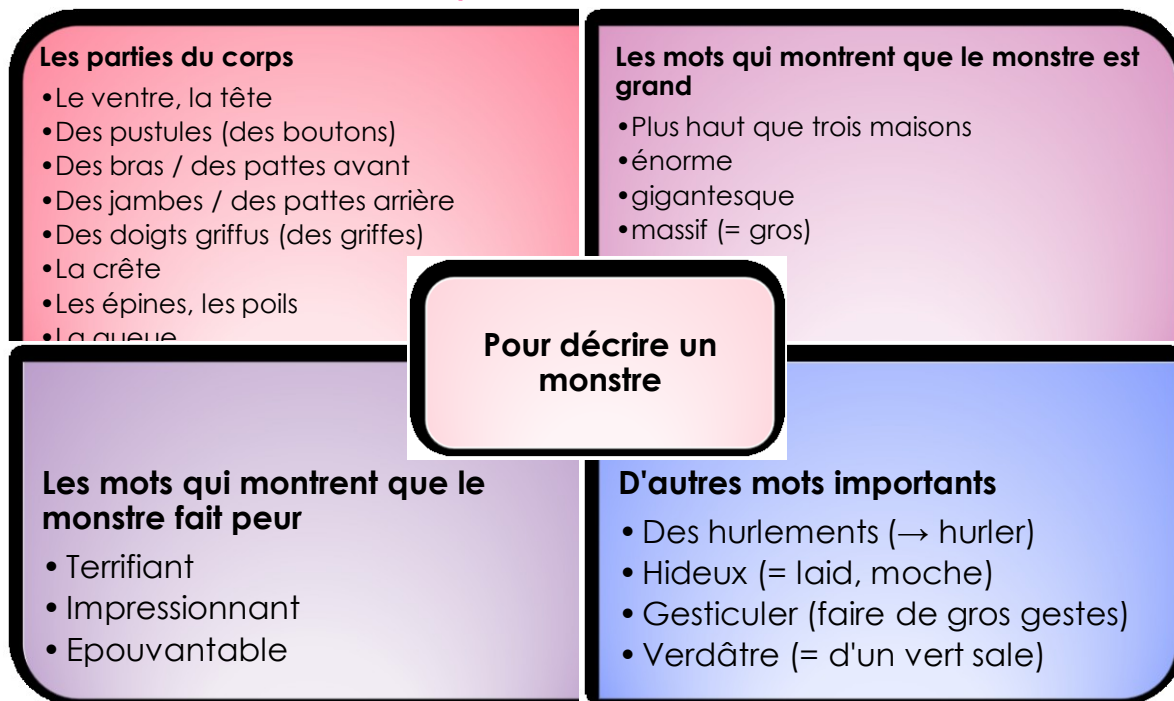 Les parties du corps
•Le ventre, la tête
•Des pustules (des boutons)
•Des bras / des pattes avant
•Des jambes / des pattes arrière
•Des doigts griffus (des griffes)
•La crête
•Les épines, les poils
•La queue
Les mots qui montrent que le monstre est
grand
•Plus haut que trois maisons
•énorme
•gigantesque
•massif (= gros)
Pour décrire un
monstre
Les mots qui montrent que le
monstre fait peur
• Terrifiant
• Impressionnant
• Epouvantable
D'autres mots importants
• Des hurlements (→ hurler)
• Hideux (= laid, moche)
• Gesticuler (faire de gros gestes)
• Verdâtre (= d'un vert sale)